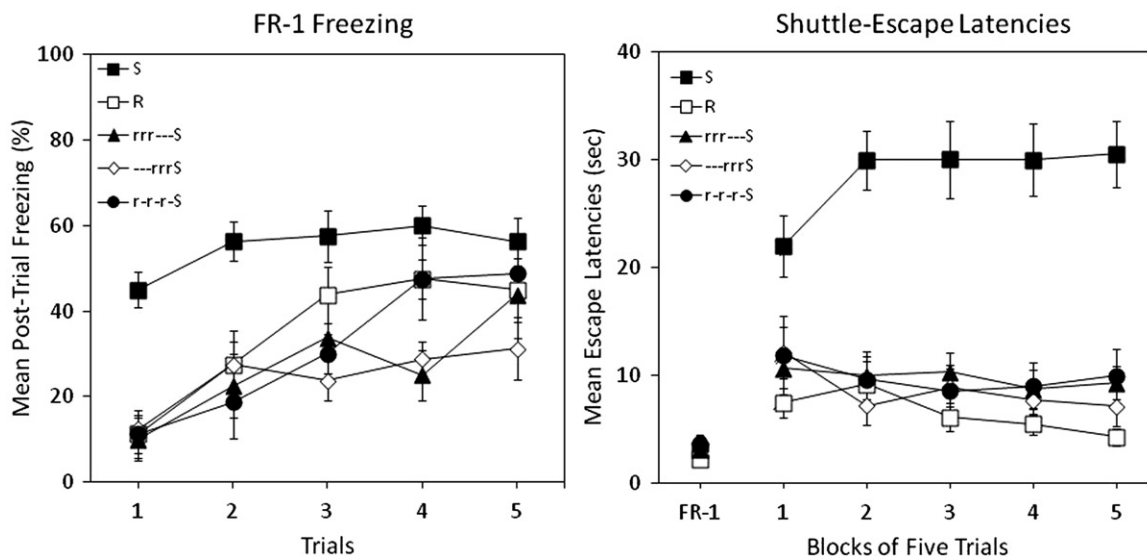 FR-1 Freezing
Mean Post-Trial Freezing (%)
100
80
60
40
20
0
S
R
rrr---S
---rrrS
r-r-r-S
1 2 3 4 5
Trials
Shuttle-Escape Latencies
Mean Escape Latencies (sec)
40
30
20
10
0
S
R
rrr---S
---rrrS
r-r-r-S
FR-1 1 2 3 4 5
Blocks of Five Trials